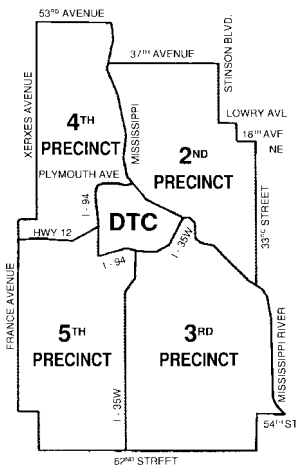 53RD AVENUE
37TH AVENUE
STINSON BLVD.
XERXES AVENUE
4TH
PRECINCT
MISSISSIPPI
LOWRY AVE
18TH AVE
NE
2ND
PRECINCT
PLYMOUTH AVE
I - 94
DTC
I - 35W
33RD STREET
HWY 12
I - 94
FRANCE AVENUE
5TH
PRECINCT
3RD
PRECINCT
I - 35W
MISSISSIPPI RIVER
54TH ST
62ND STREET